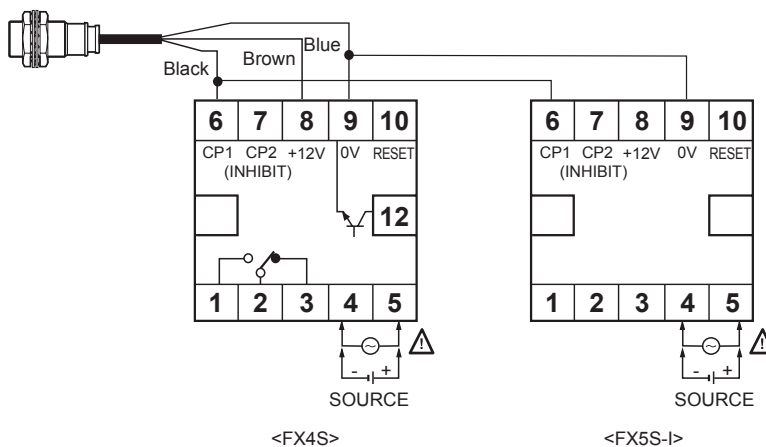 Black
Brown
Blue
6 7 8 9 10
CP1 CP2 +12V 0V RESET
(INHIBIT)
12
1 2 3 4 5
- +
SOURCE
<FX4S>
6 7 8 9 10
CP1 CP2 +12V 0V RESET
(INHIBIT)
1 2 3 4 5
- +
SOURCE
<FX5S-I>